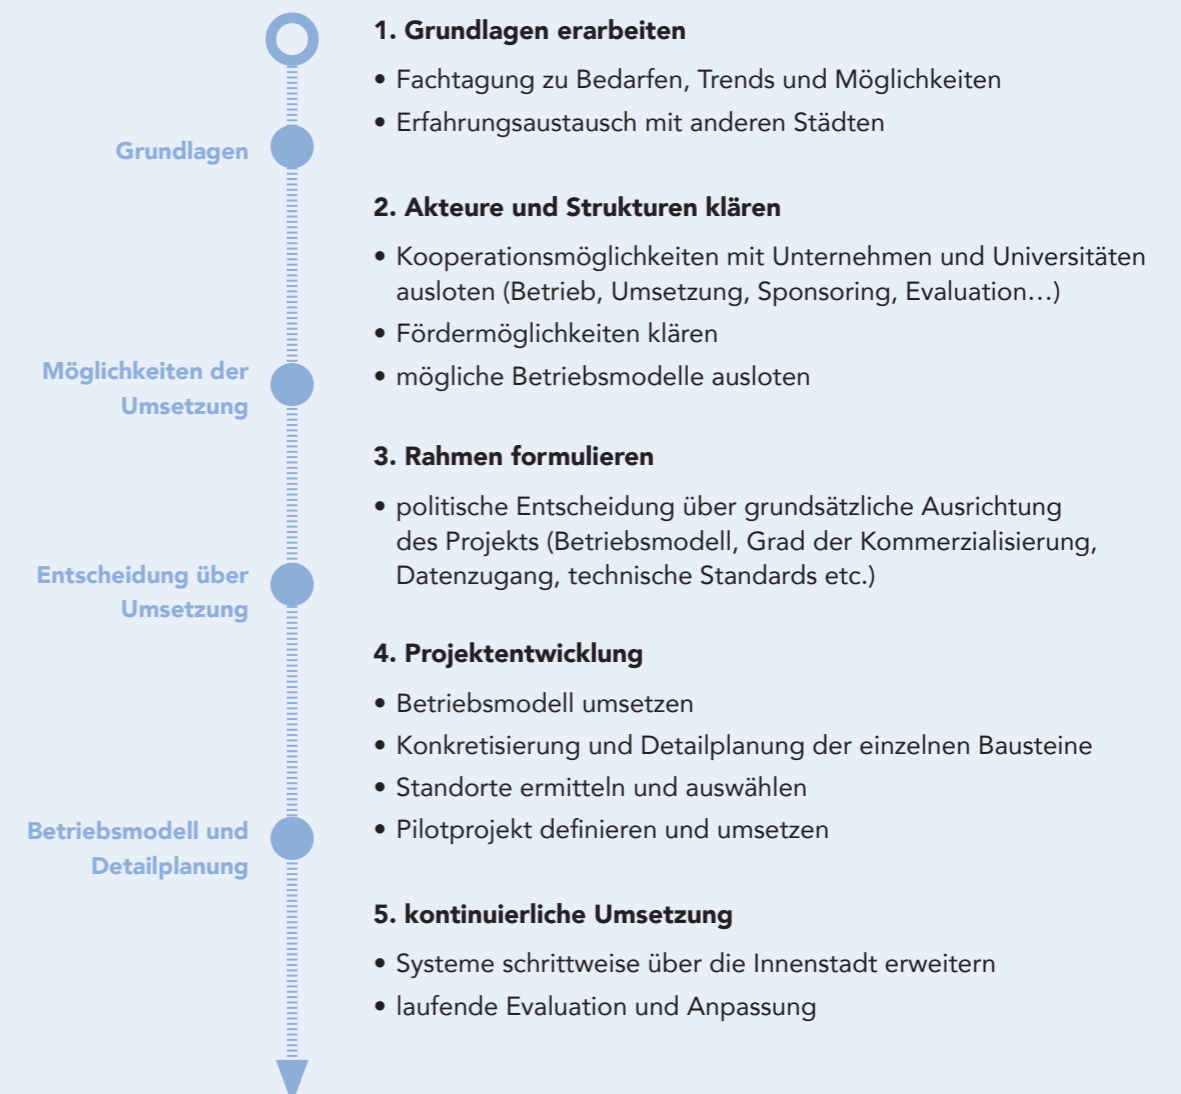 1. Grundlagen erarbeiten
• Fachtagung zu Bedarfen, Trends und Möglichkeiten
• Erfahrungsaustausch mit anderen Städten
Grundlagen
2. Akteure und Strukturen klären
• Kooperationsmöglichkeiten mit Unternehmen und Universitäten
ausloten (Betrieb, Umsetzung, Sponsoring, Evaluation…)
• Fördermöglichkeiten klären
• mögliche Betriebsmodelle ausloten
Möglichkeiten der
Umsetzung
3. Rahmen formulieren
• politische Entscheidung über grundsätzliche Ausrichtung
des Projekts (Betriebsmodell, Grad der Kommerzialisierung,
Datenzugang, technische Standards etc.)
Entscheidung über
Umsetzung
4. Projektentwicklung
• Betriebsmodell umsetzen
• Konkretisierung und Detailplanung der einzelnen Bausteine
• Standorte ermitteln und auswählen
• Pilotprojekt definieren und umsetzen
Betriebsmodell und
Detailplanung
5. kontinuierliche Umsetzung
• Systeme schrittweise über die Innenstadt erweitern
• laufende Evaluation und Anpassung